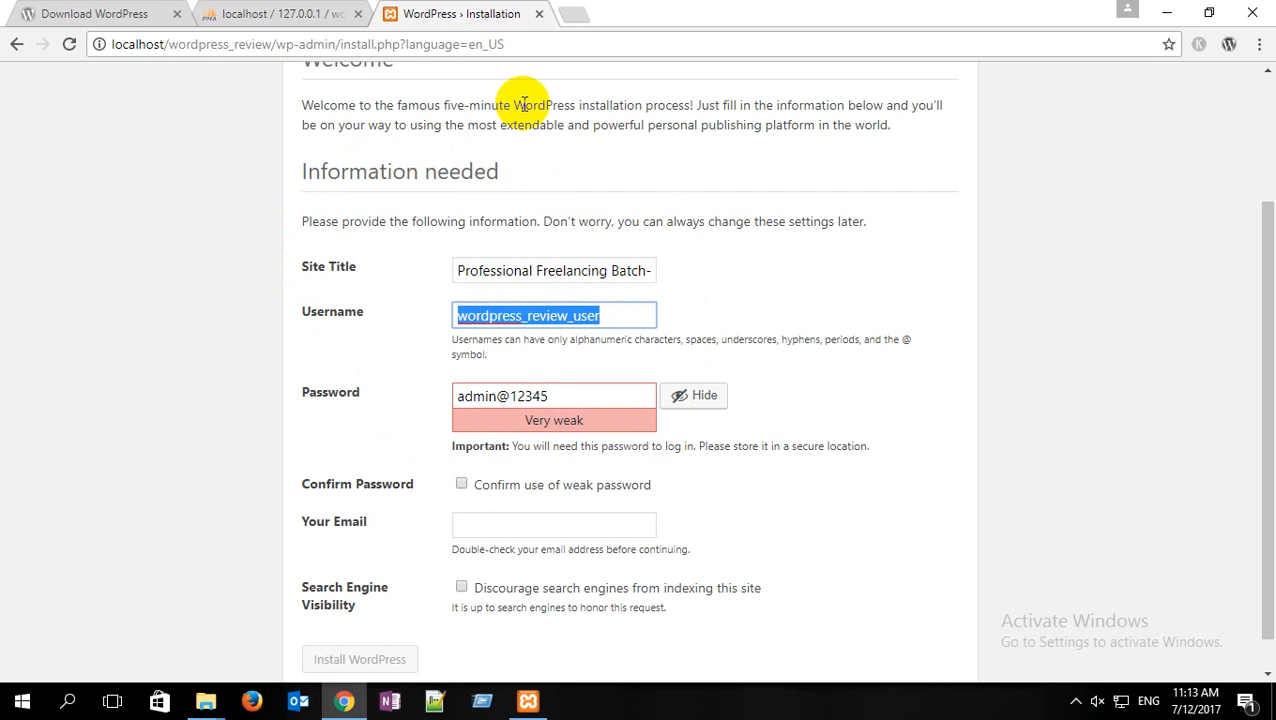 Download WordPress
localhost / 127.0.0.1 / wc
WordPress › Installation
localhost/wordpress_review/wp-admin/install.php?language=en_US
Welcome
Welcome to the famous five-minute WordPress installation process! Just fill in the information below and you'll
be on your way to using the most extendable and powerful personal publishing platform in the world.
Information needed
Please provide the following information. Don't worry, you can always change these settings later.
Site Title
Professional Freelancing Batch-
Username
wordpress_review_user
Usernames can have only alphanumeric characters, spaces, underscores, hyphens, periods, and the @
symbol.
Password
admin@12345
Hide
Very weak
Important: You will need this password to log in. Please store it in a secure location.
Confirm Password
Confirm use of weak password
Your Email
Double-check your email address before continuing.
Search Engine
Visibility
Discourage search engines from indexing this site
It is up to search engines to honor this request.
Install WordPress
Activate Windows
Go to Settings to activate Windows.
ENG
11:13 AM
7/12/2017